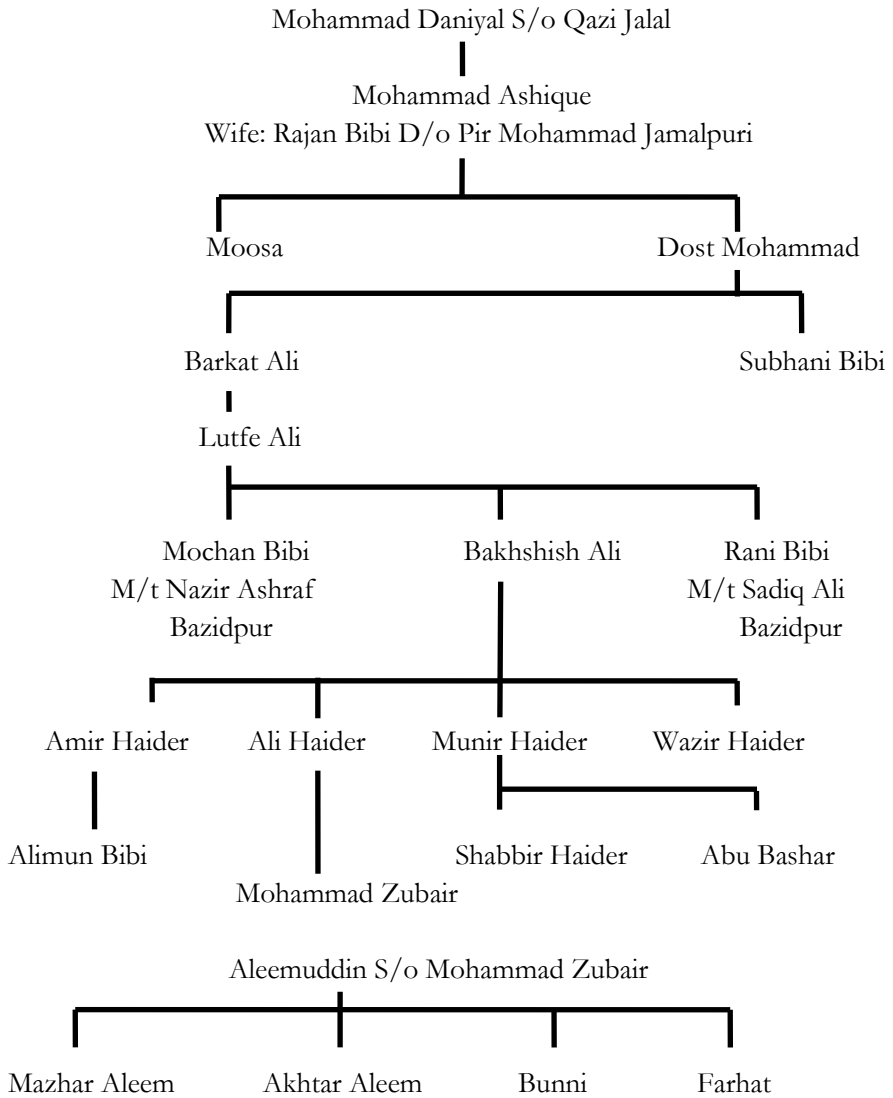 Mohammad Daniyal S/o Qazi Jalal
Mohammad Ashique
Wife: Rajan Bibi D/o Pir Mohammad Jamalpuri
Moosa
Dost Mohammad
Barkat Ali
Subhani Bibi
Lutfe Ali
Mochan Bibi
M/t Nazir Ashraf
Bazidpur
Bakhshish Ali
Rani Bibi
M/t Sadiq Ali
Bazidpur
Amir Haider
Ali Haider
Munir Haider
Wazir Haider
Alimun Bibi
Mohammad Zubair
Shabbir Haider
Abu Bashar
Aleemuddin S/o Mohammad Zubair
Mazhar Aleem
Akhtar Aleem
Bunni
Farhat